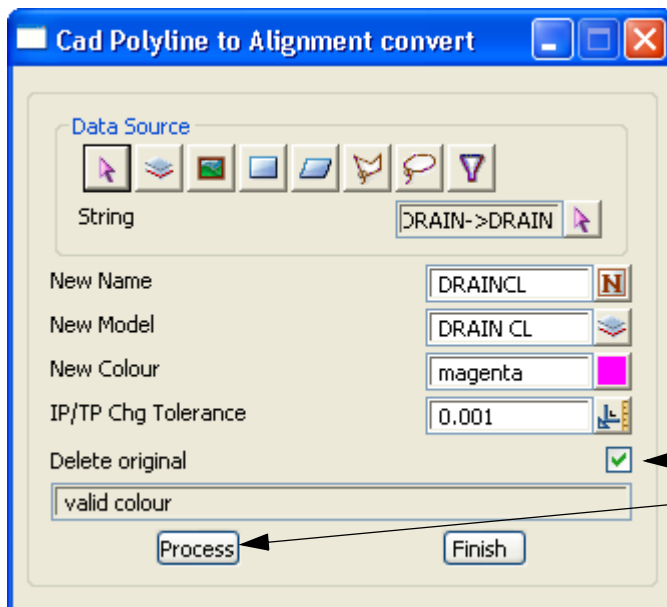 Cad Polyline to Alignment convert
Data Source
String DRAIN->DRAIN
New Name DRAINCL N
New Model DRAIN CL
New Colour magenta
IP/TP Chg Tolerance 0.001
Delete original
valid colour
Process Finish